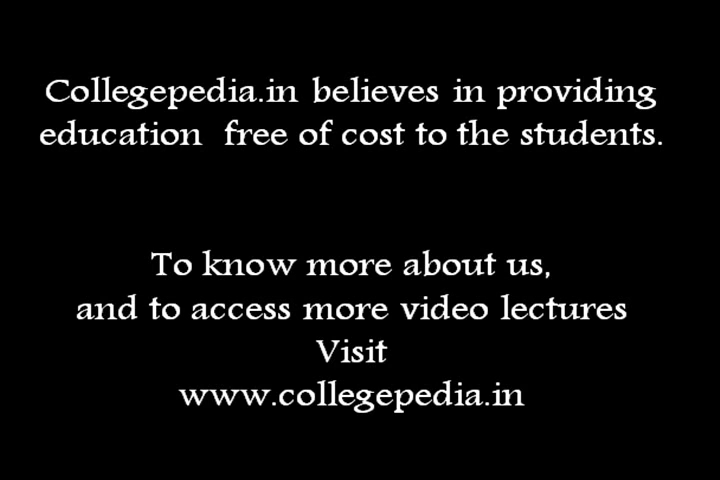 Collegepedia.in believes in providing
education free of cost to the students.
To know more about us,
and to access more video lectures
Visit
www.collegepedia.in